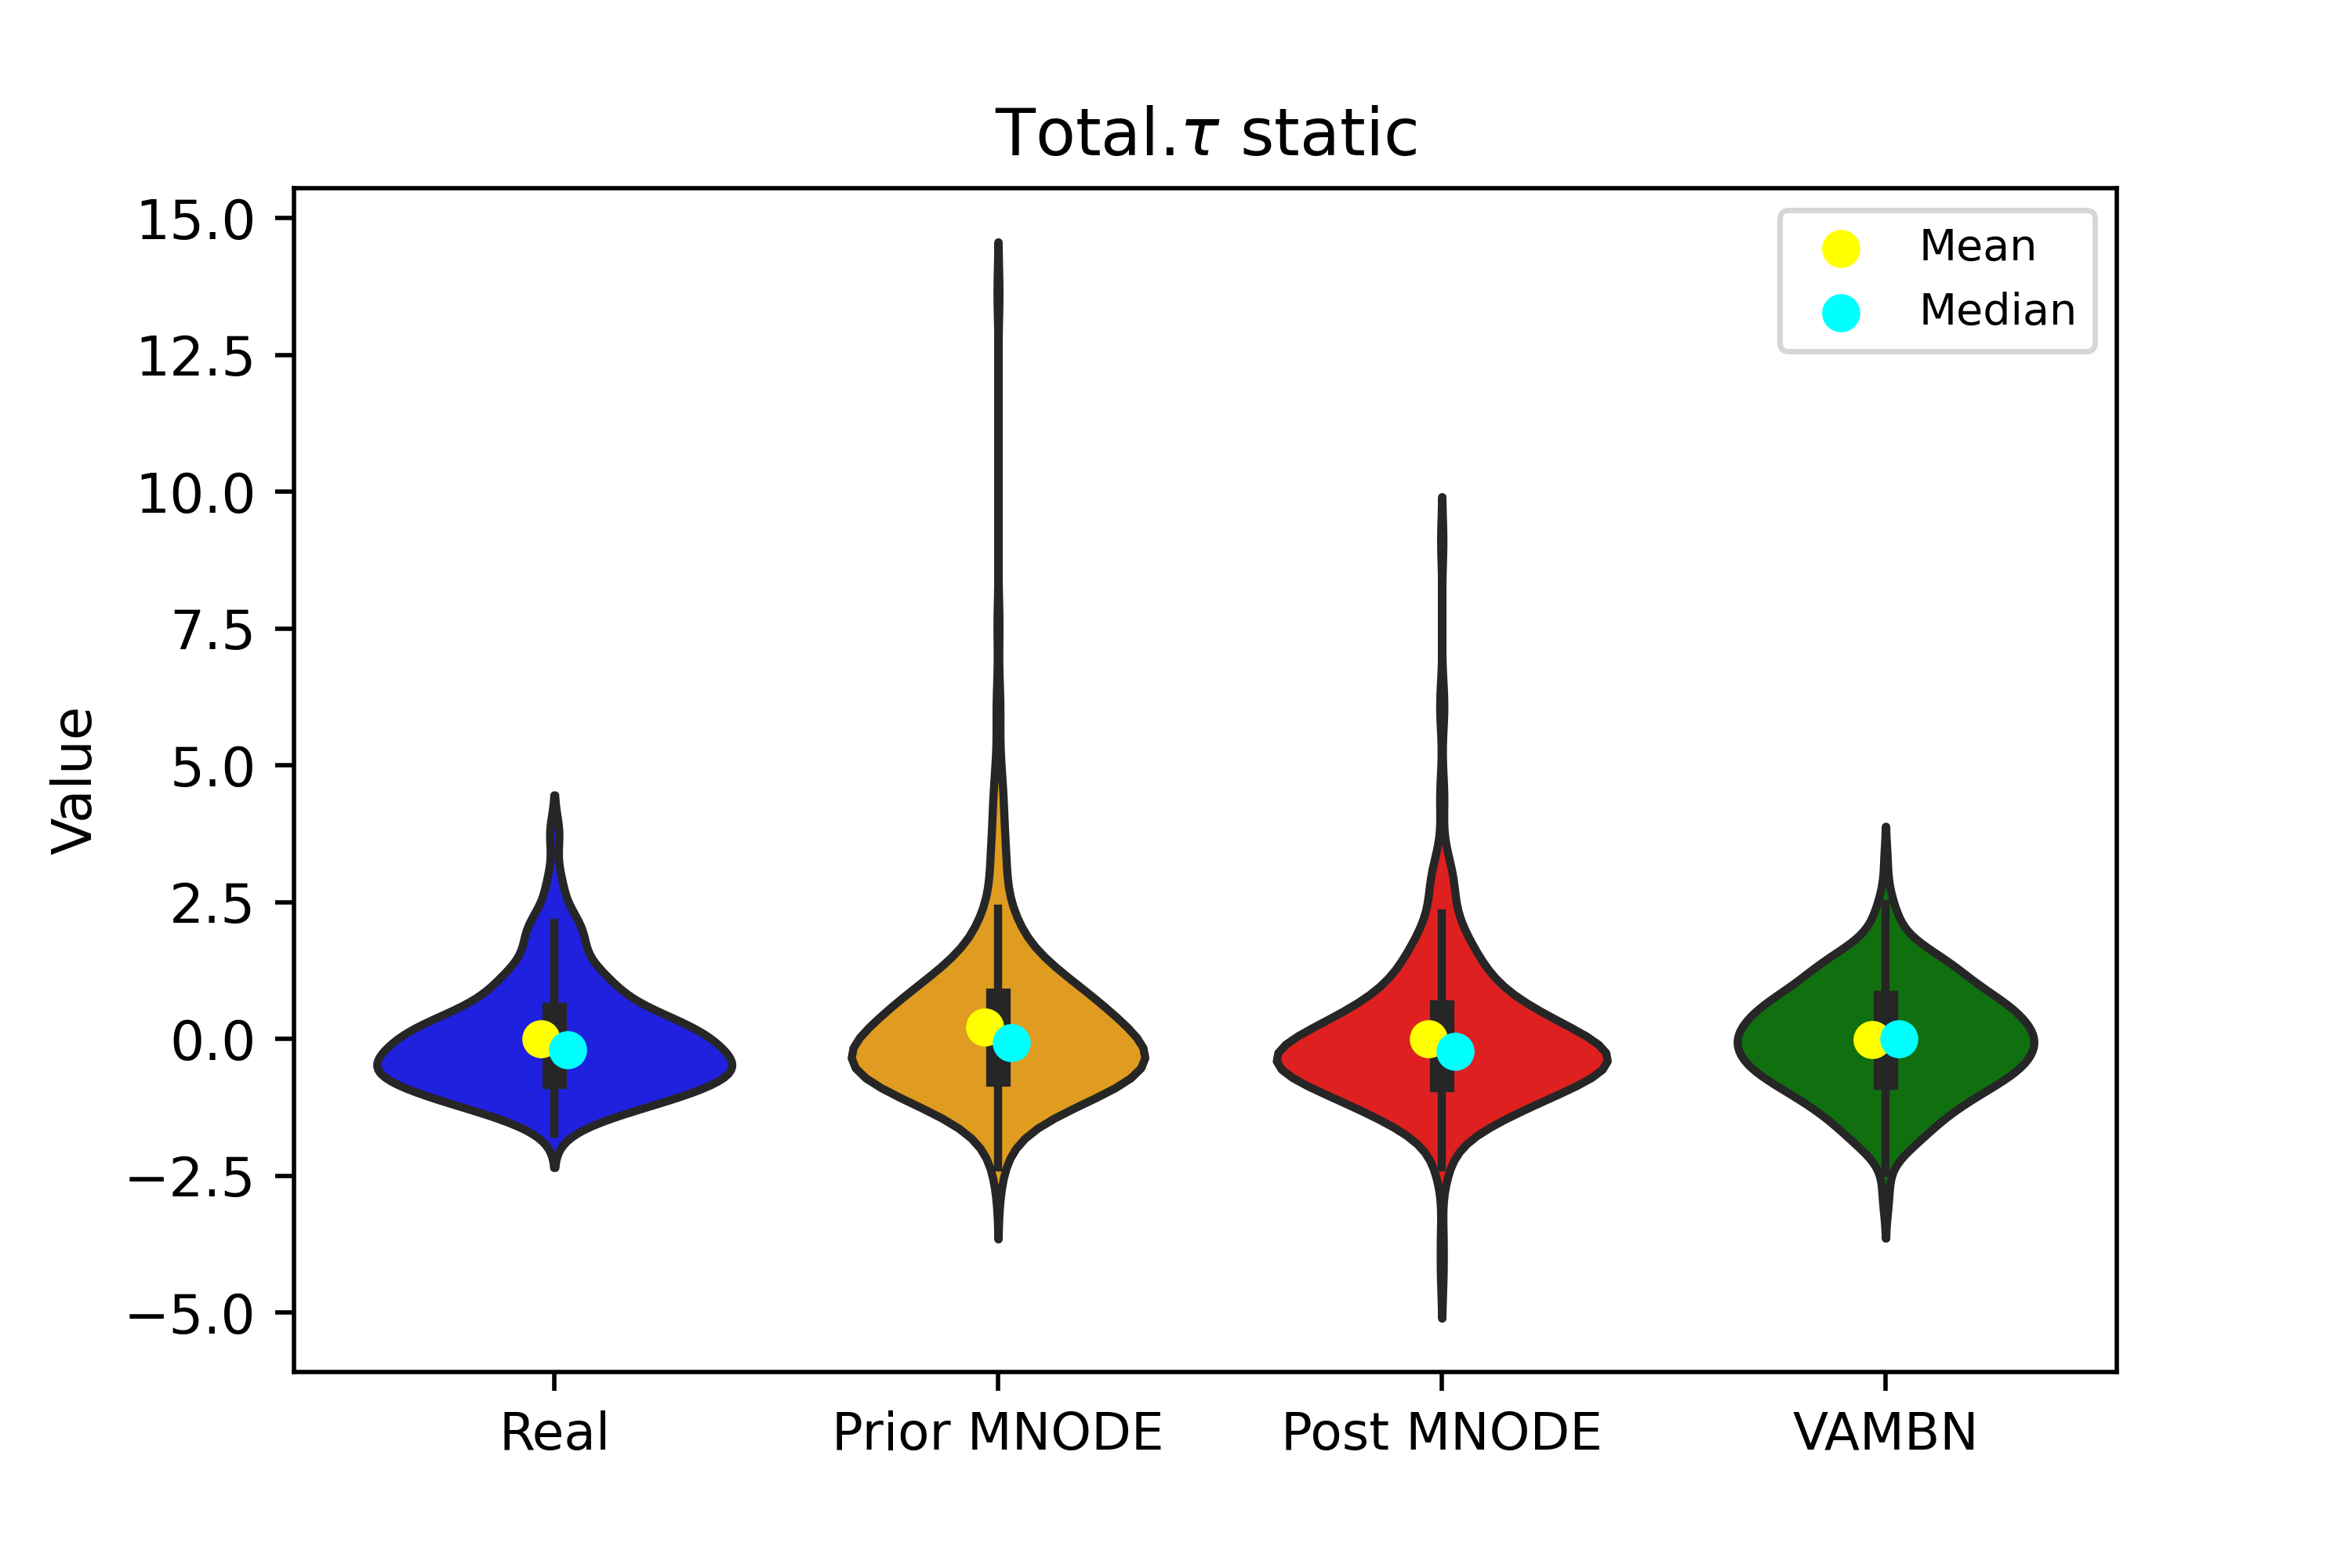 Total.τ static
Mean
Median
15.0
12.5
10.0
7.5
5.0
2.5
0.0
−2.5
−5.0
Value
Real
Prior MNODE
Post MNODE
VAMBN